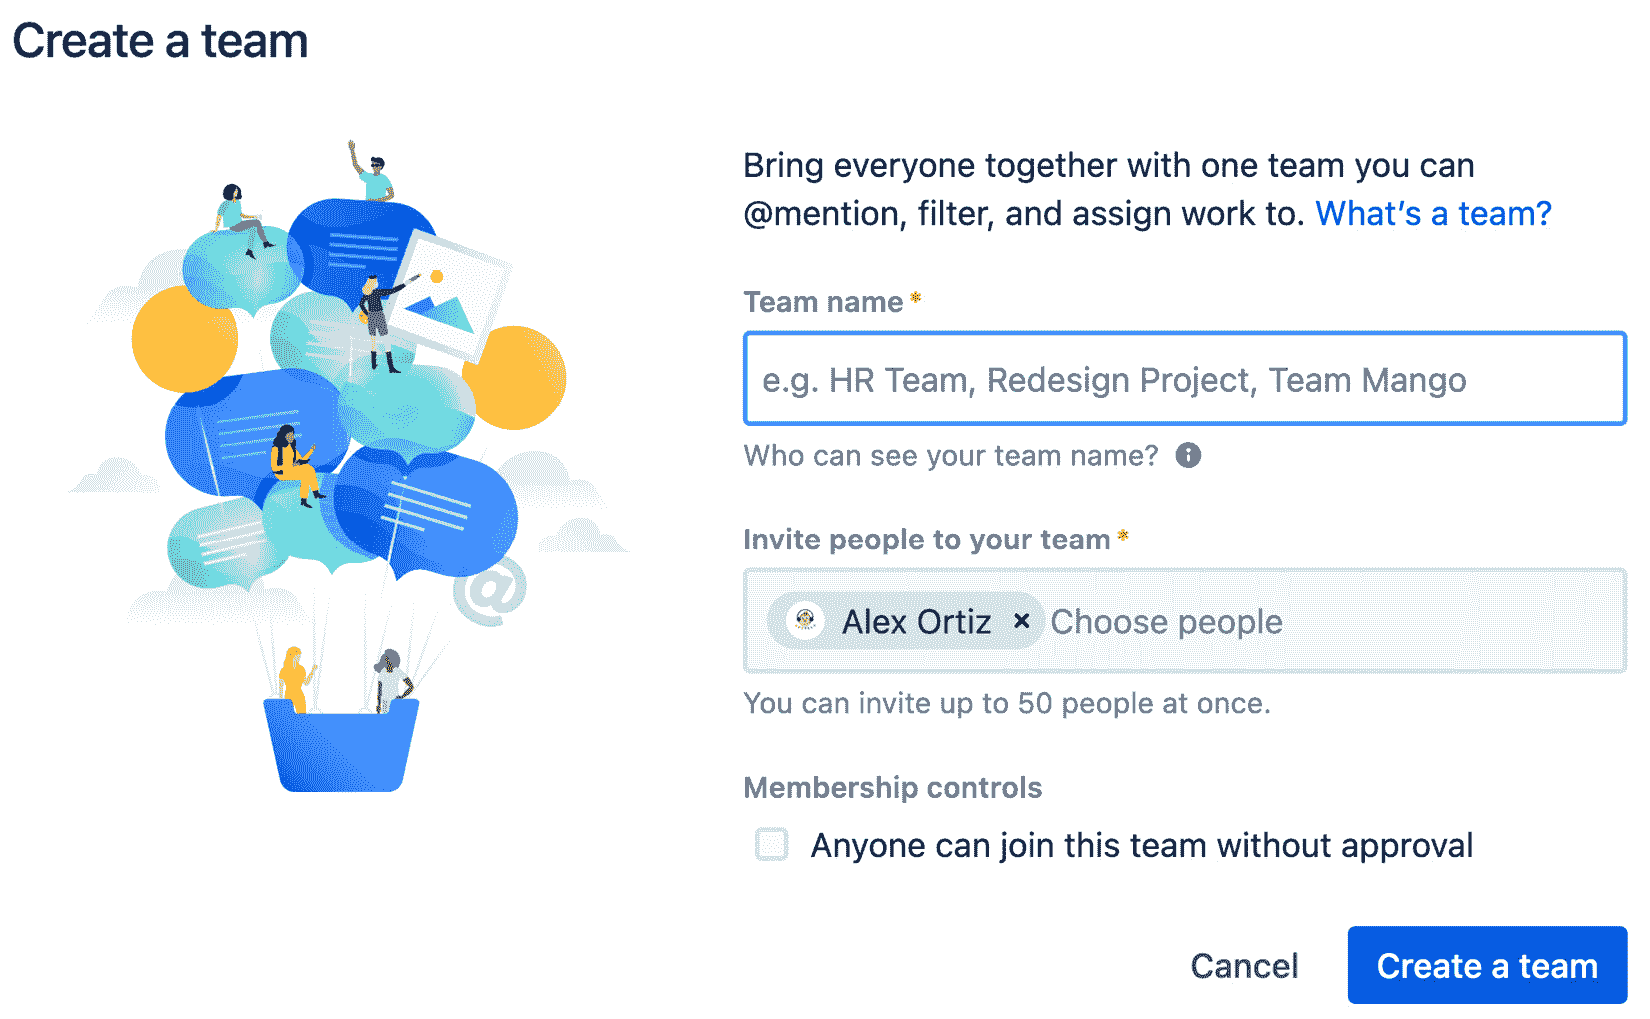 Create a team
Bring everyone together with one team you can
@mention, filter, and assign work to. What's a team?
Team name *
e.g. HR Team, Redesign Project, Team Mango
Who can see your team name?
Invite people to your team *
Alex Ortiz × Choose people
You can invite up to 50 people at once.
Membership controls
Anyone can join this team without approval
Cancel
Create a team
@